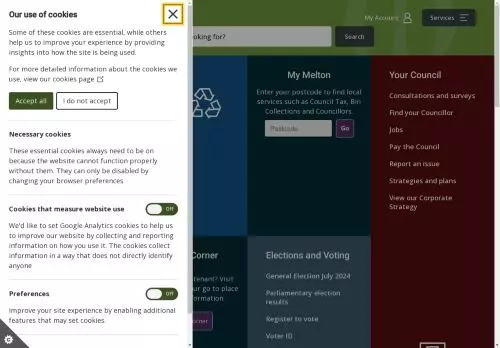 Our use of cookies
Some of these cookies are essential, while others
help us to improve your experience by providing
insights into how the site is being used.
For more detailed information about the cookies we
use, view our cookies page
Accept all
I do not accept
Necessary cookies
These essential cookies always need to be on
because the website cannot function properly
without them. They can only be disabled by
changing your browser preferences
Cookies that measure website use
Off
We'd like to set Google Analytics cookies to help us
to improve our website by collecting and reporting
information on how you use it. The cookies collect
information in a way that does not directly identify
anyone
Preferences
Off
Improve your site experience by enabling additional
features that may set cookies.
My Account
Services
oking for?
Search
My Melton
Enter your postcode to find local
services such as Council Tax, Bin
Collections and Councillors.
Postcode
Go
Your Council
Consultations and surveys
Find your Councillor
Jobs
Pay the Council
Report an issue
Strategies and plans
View our Corporate
Strategy
Corner
tenant? Visit
ur go to place
formation.
orner
Elections and Voting
General Election July 2024
Parliamentary election
results
Register to vote
Voter ID